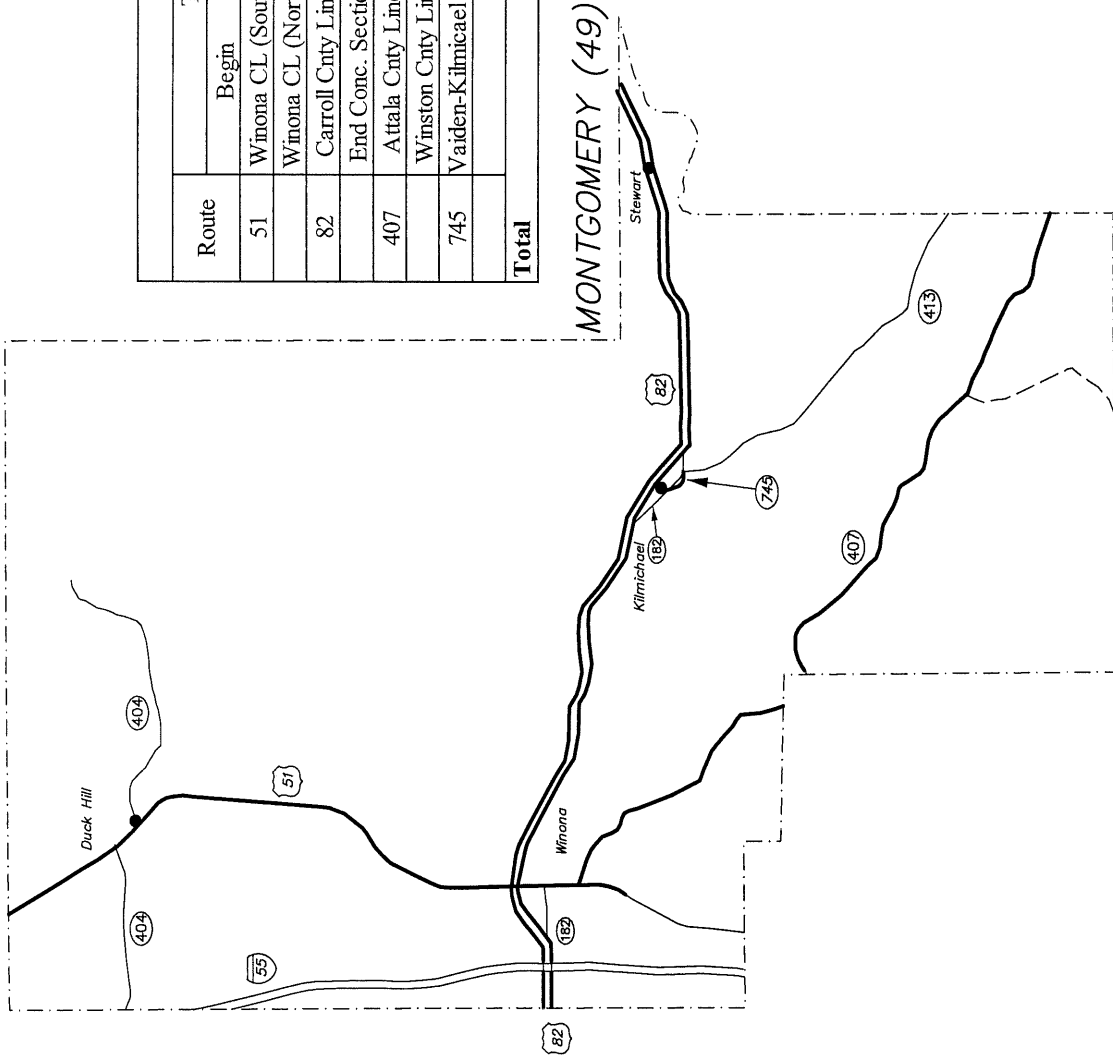 T
Route Begin
51 Winona CL (Sout
Winona CL (Nor
82 Carroll Cnty Lin
End Conc. Sectio
407 Attala Cnty Line
Winston Cnty Lin
745 Vaiden-Kilmicael
Total
MONTGOMERY (49)
Stewart
82
413
745
Kilmichael
182
407
404
Duck Hill
51
Winona
404
182
55
82